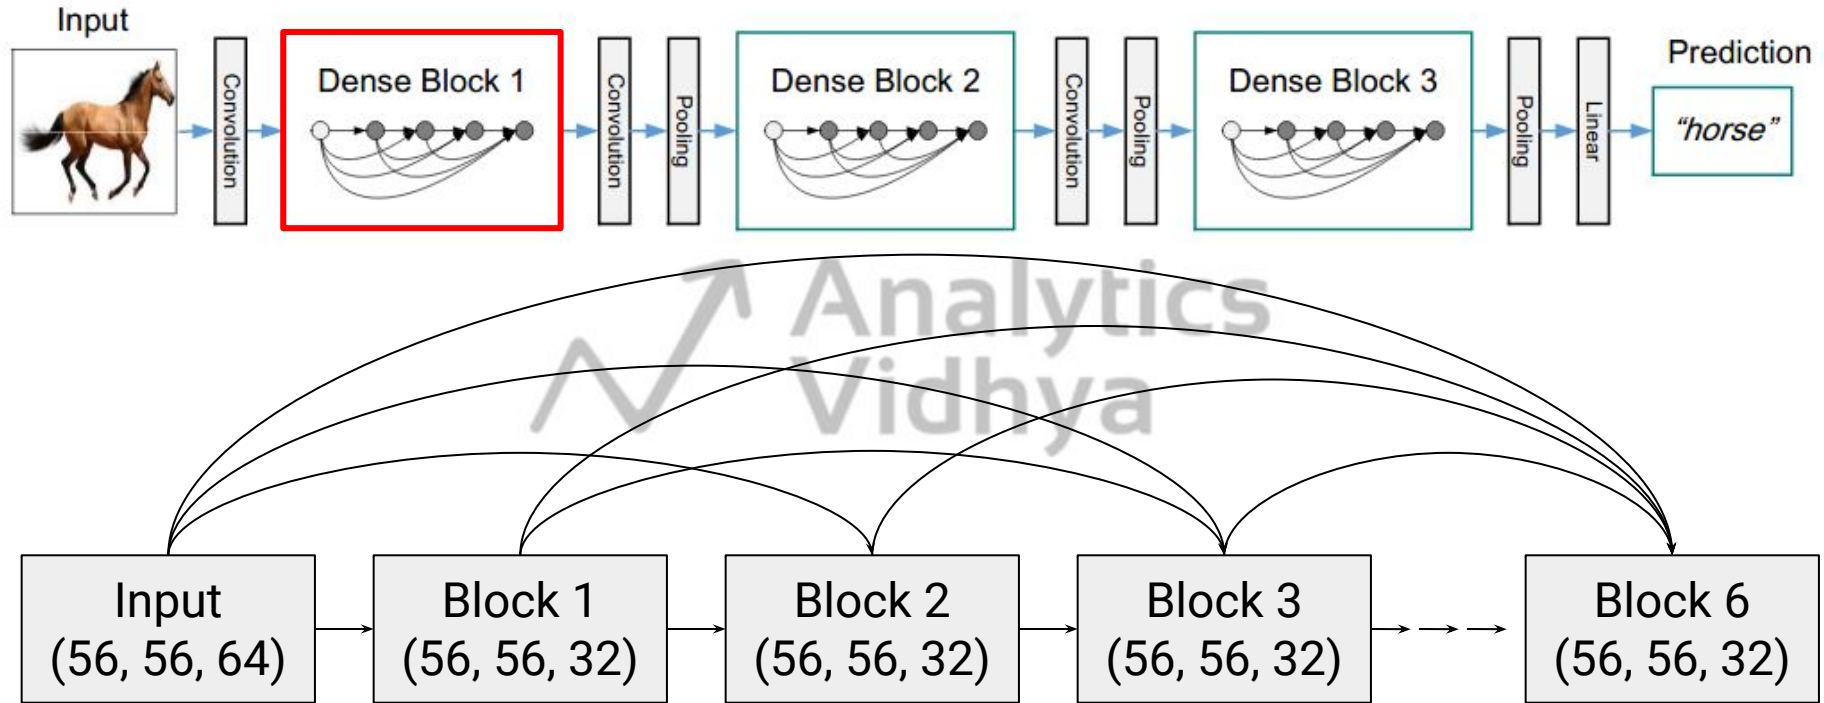 Input
Convolution
Dense Block 1
Convolution
Pooling
Dense Block 2
Convolution
Pooling
Dense Block 3
Pooling
Linear
Prediction
“horse”
Analytics
Vidhya
Input
(56, 56, 64)
Block 1
(56, 56, 32)
Block 2
(56, 56, 32)
Block 3
(56, 56, 32)
Block 6
(56, 56, 32)